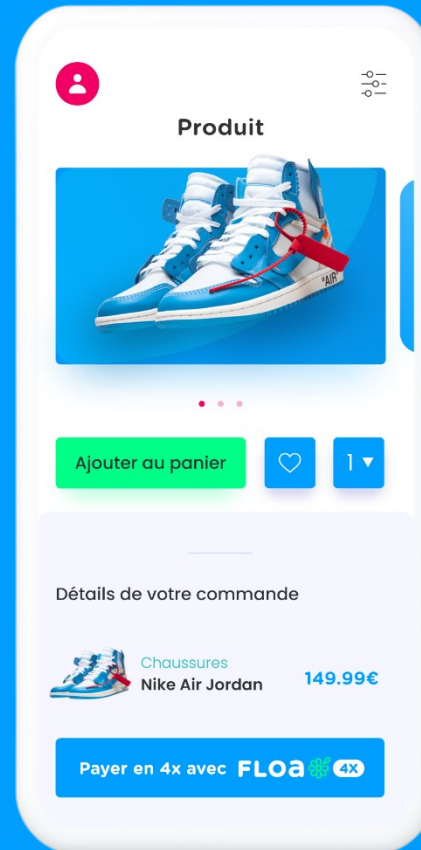 Produit
"AIR"
Ajouter au panier
1
Détails de votre commande
Chaussures
Nike Air Jordan
149.99€
Payer en 4x avec FLOa 4X